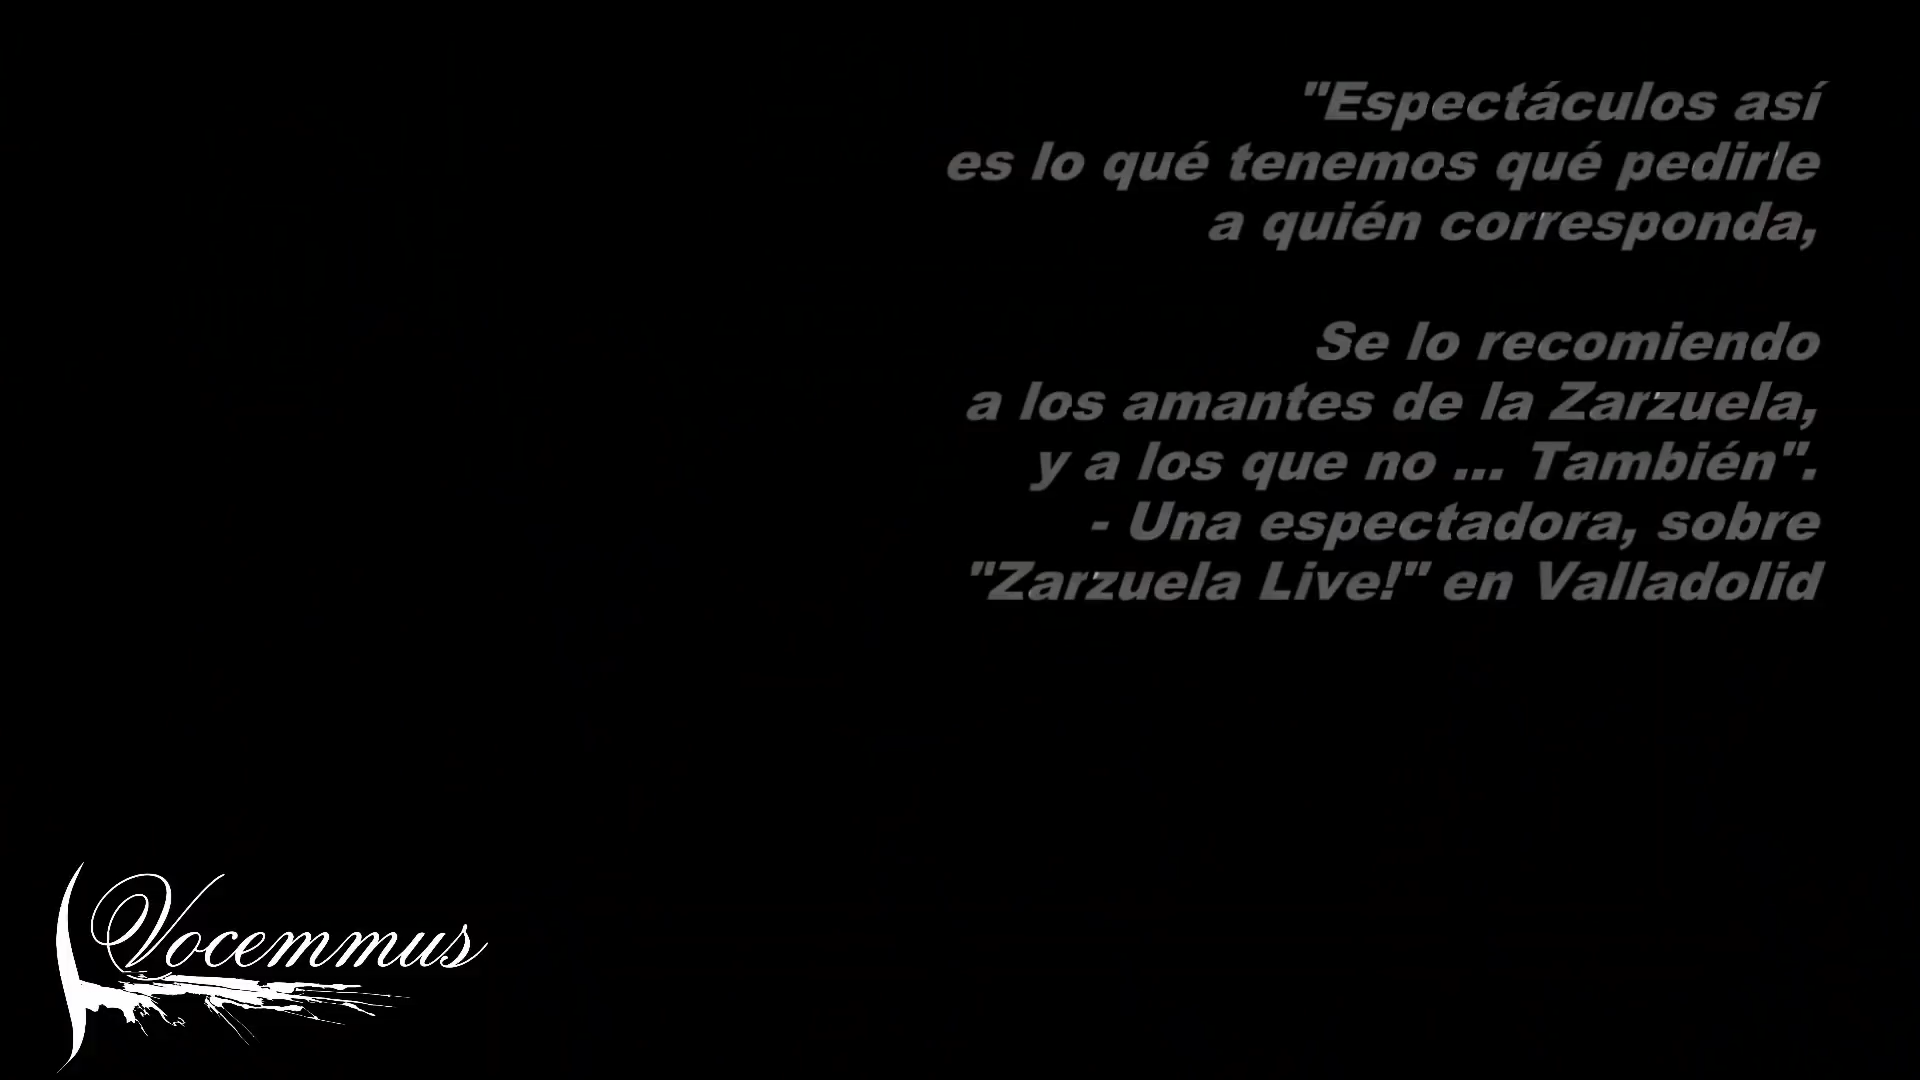 "Espectáculos así
es lo qué tenemos qué pedirle
a quién corresponda,
Se lo recomiendo
a los amantes de la Zarzuela,
y a los que no ... También".
- Una espectadora, sobre
"Zarzuela Live!" en Valladolid
Vocemmus